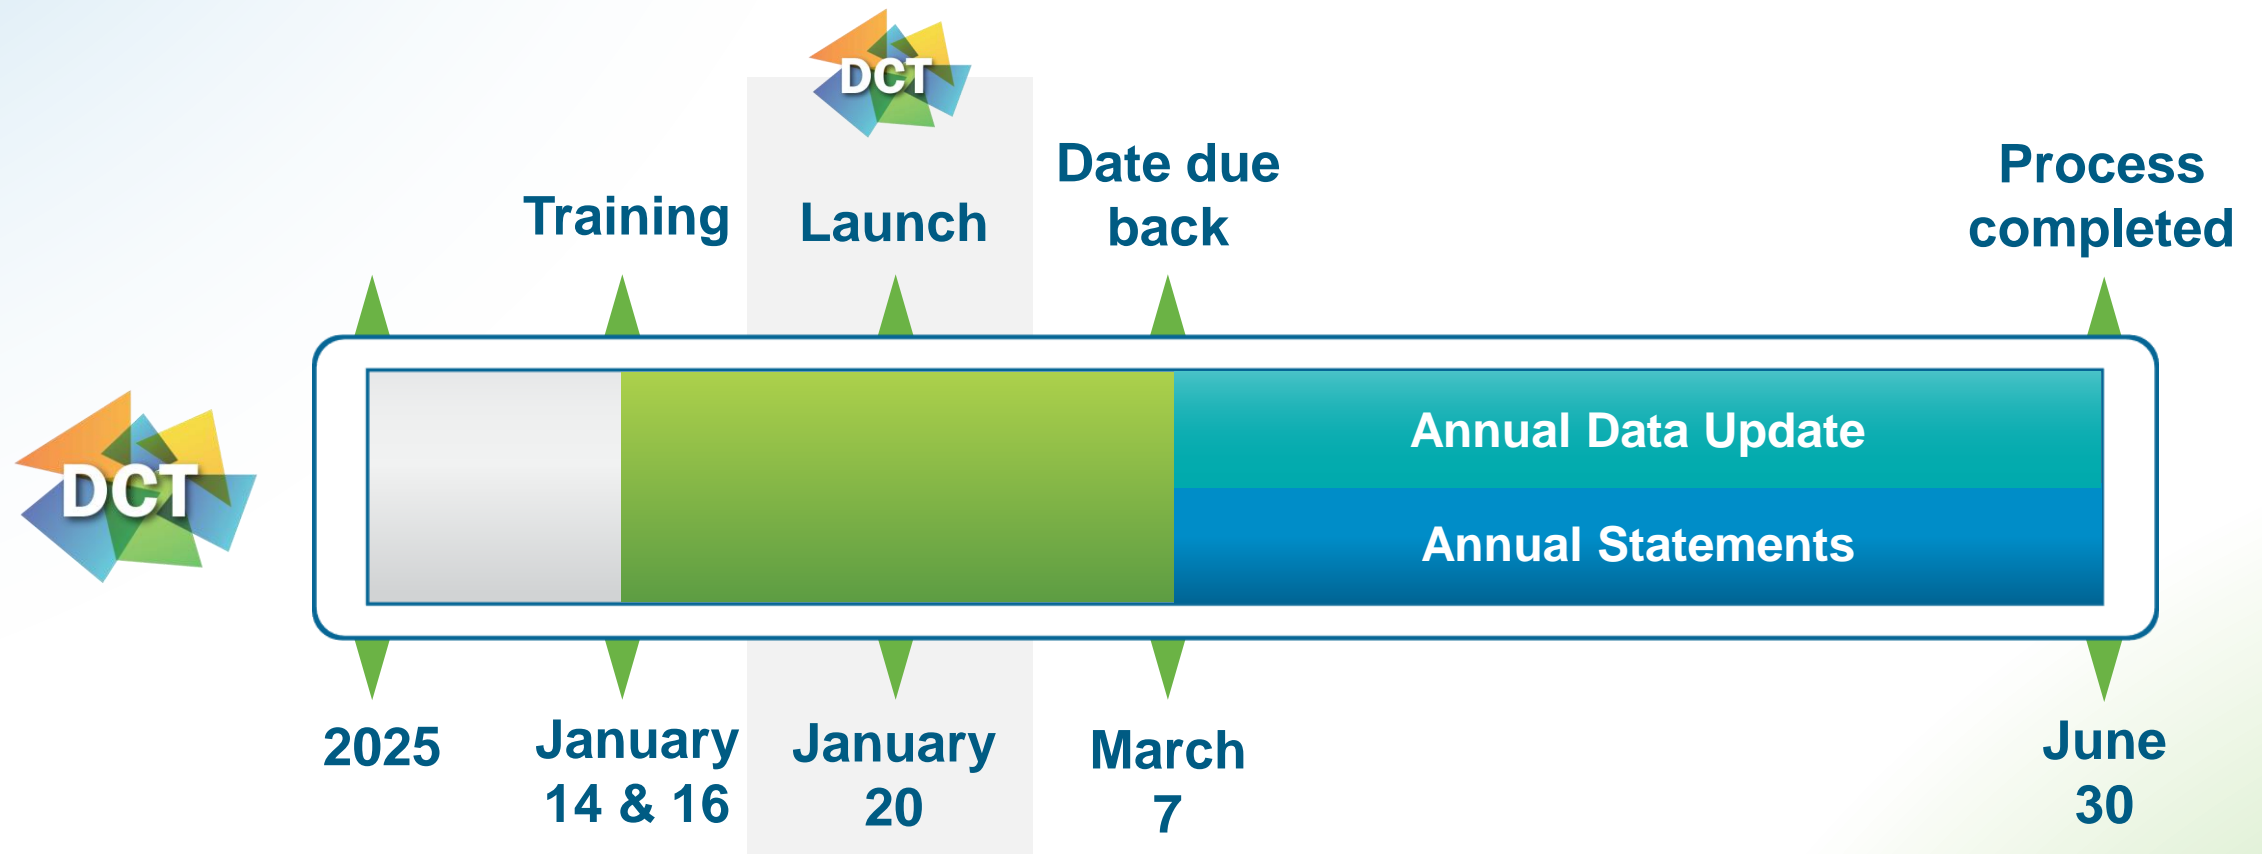 DCT
Training
Launch
Date due
back
Process
completed
DCT
Annual Data Update
Annual Statements
2025
January
14 & 16
January
20
March
7
June
30